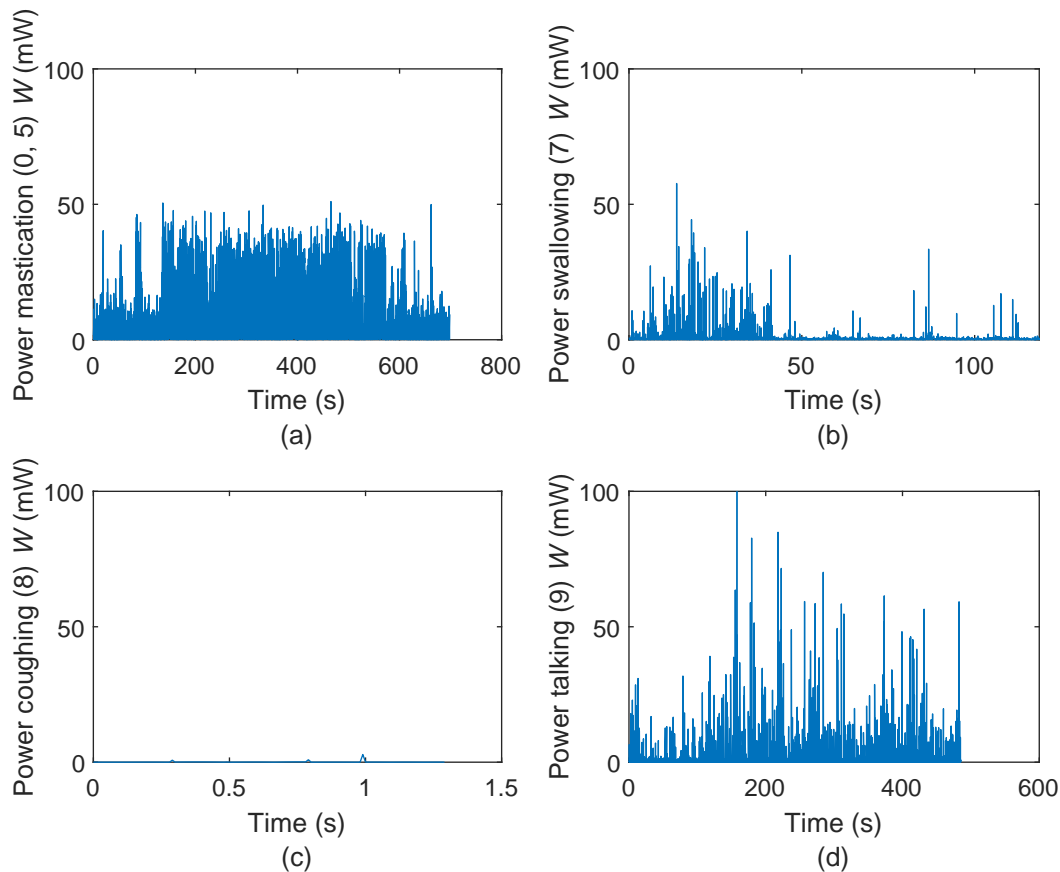 Power mastication (0, 5) W (mW)
100
50
0
0 200 400 600 800
Time (s)
(a)
Power swallowing (7) W (mW)
100
50
0
0 50 100
Time (s)
(b)
Power coughing (8) W (mW)
100
50
0
0 0.5 1 1.5
Time (s)
(c)
Power talking (9) W (mW)
100
50
0
0 200 400 600
Time (s)
(d)